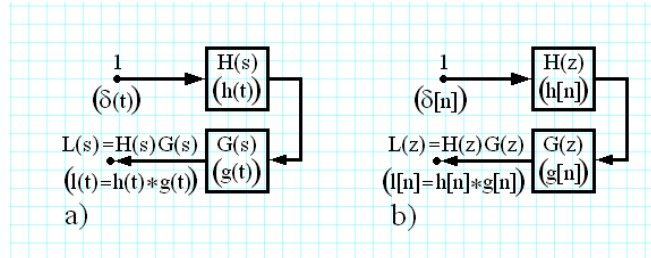 1
(δ(t))
H(s)
(h(t))
L(s)=H(s)G(s)
(l(t)=h(t)*g(t))
G(s)
(g(t))
a)
1
(δ[n])
H(z)
(h[n])
L(z)=H(z)G(z)
(l[n]=h[n]*g[n])
G(z)
(g[n])
b)